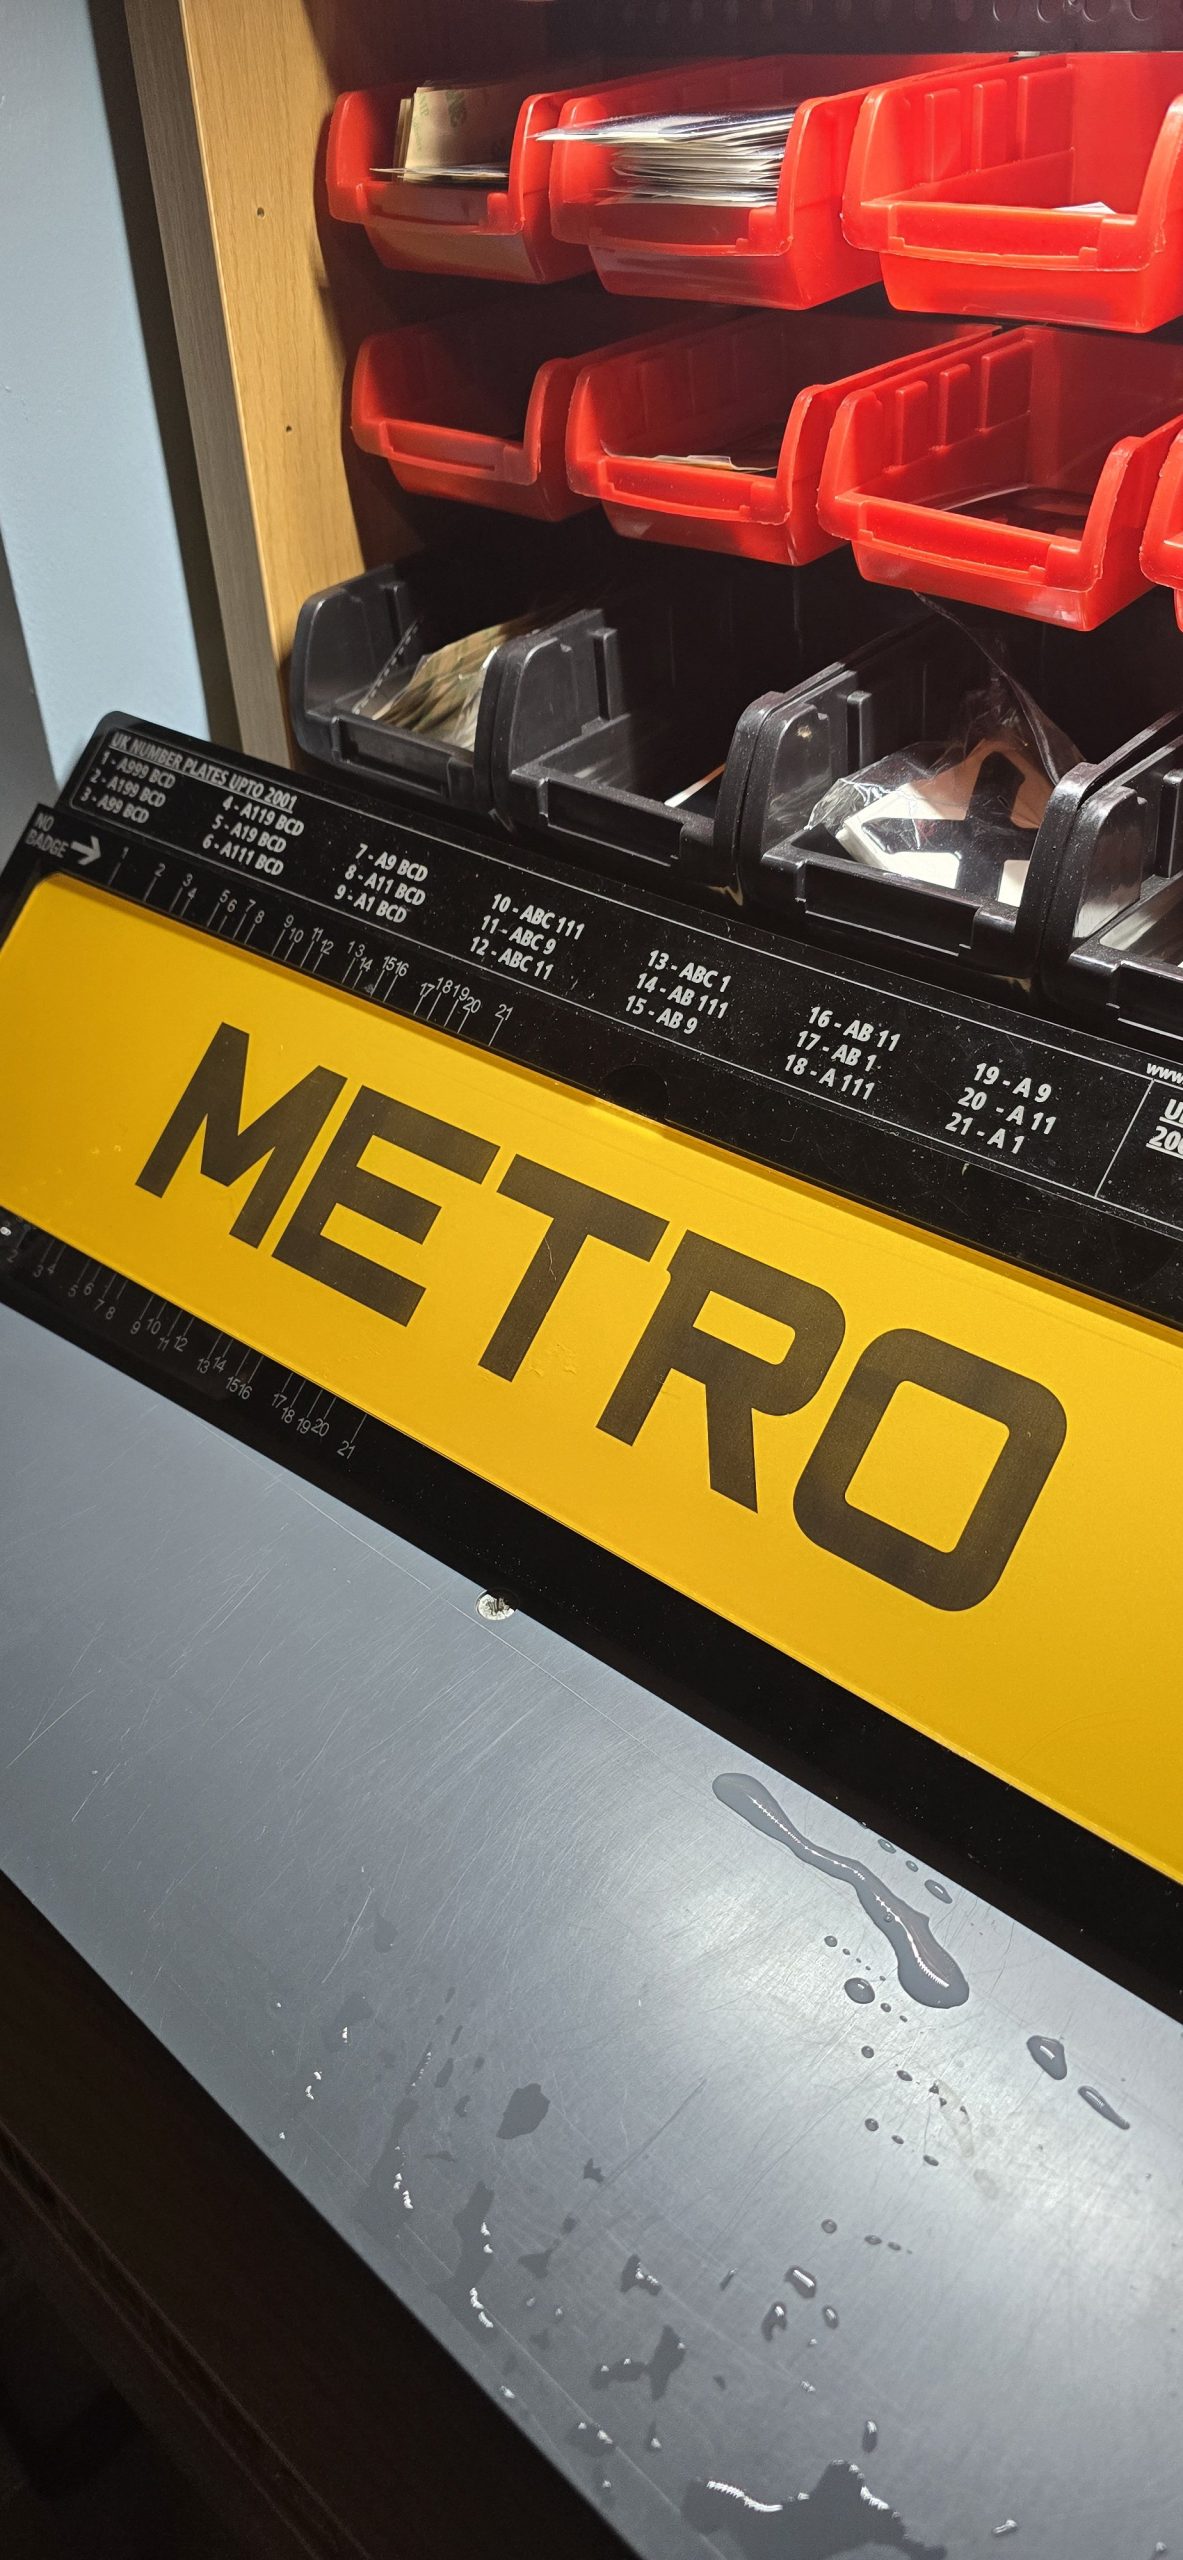 UK NUMBER PLATES UPTO 2001
1 - A999 BCD
2 - A199 BCD
3 - A99 BCD
4 - A119 BCD
5 - A19 BCD
6 - A111 BCD
7 - A9 BCD
8 - A11 BCD
9 - A1 BCD
10 - ABC 111
11 - ABC 9
12 - ABC 11
13 - ABC 1
14 - AB 111
15 - AB 9
16 - AB 11
17 - AB 1
18 - A 111
19 - A 9
20 - A 11
21 - A 1
www.
NO
BADGE
1 2 3 4 5 6 7 8 9 10 11 12 13 14 15 16 17 18 19 20 21
METRO
2 3 4 5 6 7 8 9 10 11 12 13 14 15 16 17 18 19 20 21